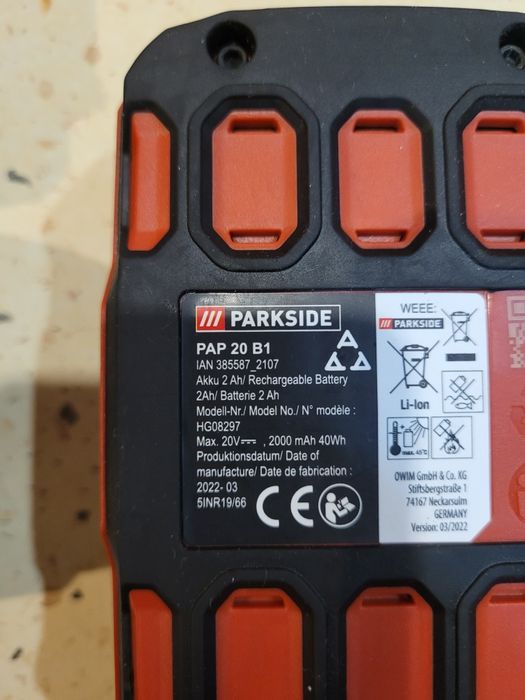 /// PARKSIDE
PAP 20 B1
IAN 385587_2107
Akku 2 Ah/ Rechargeable Battery
2Ah/ Batterie 2 Ah
Modell-Nr./ Model No./ N° modèle :
HG08297
Max. 20V⎓ , 2000 mAh 40Wh
Produktionsdatum/ Date of
manufacture/ Date de fabrication :
2022- 03
5INR19/66
CE
WEEE:
/// PARKSIDE
Li-Ion
max. 45°C
OWIM GmbH & Co. KG
Stiftsbergstraße 1
74167 Neckarsulm
GERMANY
Version: 03/2022